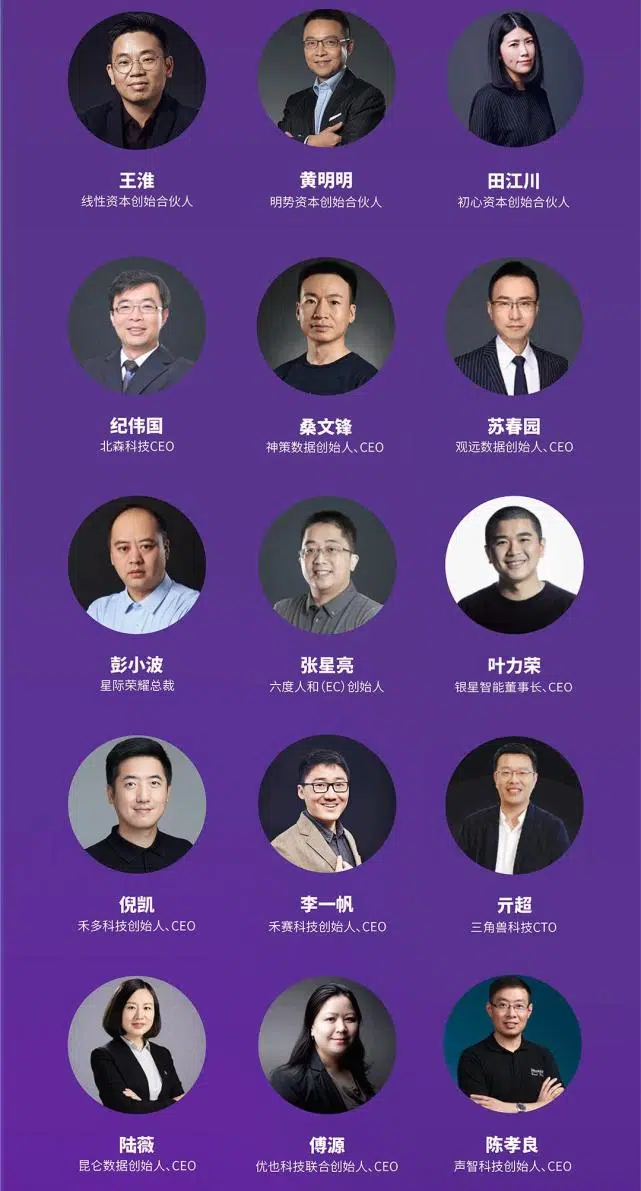 王淮 黄明明 田江川
线性资本创始合伙人 明势资本创始合伙人 初心资本创始合伙人
纪伟国 桑文锋 苏春园
北森科技CEO 神策数据创始人、CEO 观远数据创始人、CEO
彭小波 张星亮 叶力荣
星际荣耀总裁 六度人和（EC）创始人 银星智能董事长、CEO
倪凯 李一帆 亓超
禾多科技创始人、CEO 禾赛科技创始人、CEO 三角兽科技CTO
陆薇 傅源 陈孝良
昆仑数据创始人、CEO 优也科技联合创始人、CEO 声智科技创始人、CEO